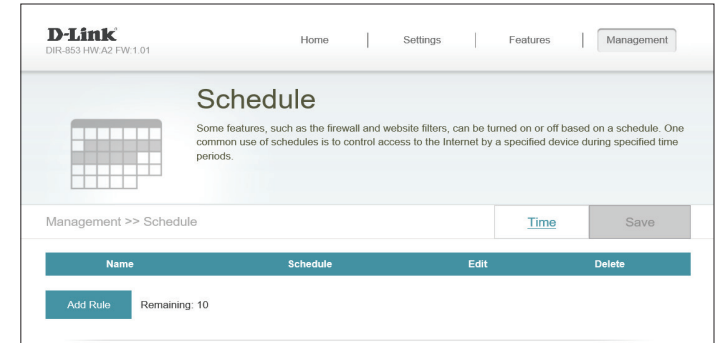 D-Link
DIR-853 HW:A2 FW:1.01
Home Settings Features Management
Schedule
Some features, such as the firewall and website filters, can be turned on or off based on a schedule. One
common use of schedules is to control access to the Internet by a specified device during specified time
periods.
Management >> Schedule Time Save
Name Schedule Edit Delete
Add Rule Remaining: 10